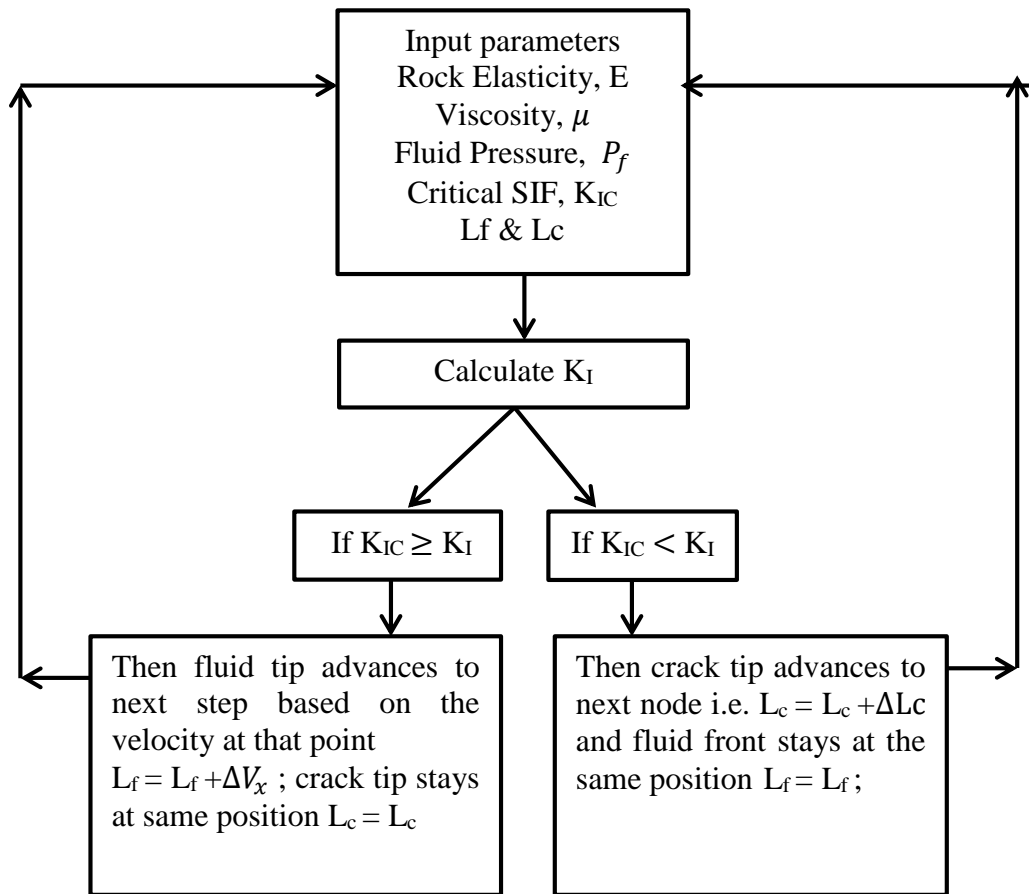 Input parameters
Rock Elasticity, E
Viscosity, μ
Fluid Pressure, P_f
Critical SIF, K_IC
Lf & Lc
Calculate K_I
If K_IC ≥ K_I
If K_IC < K_I
Then fluid tip advances to
next step based on the
velocity at that point
L_f = L_f +ΔV_x ; crack tip stays
at same position L_c = L_c
Then crack tip advances to
next node i.e. L_c = L_c +ΔLc
and fluid front stays at the
same position L_f = L_f ;